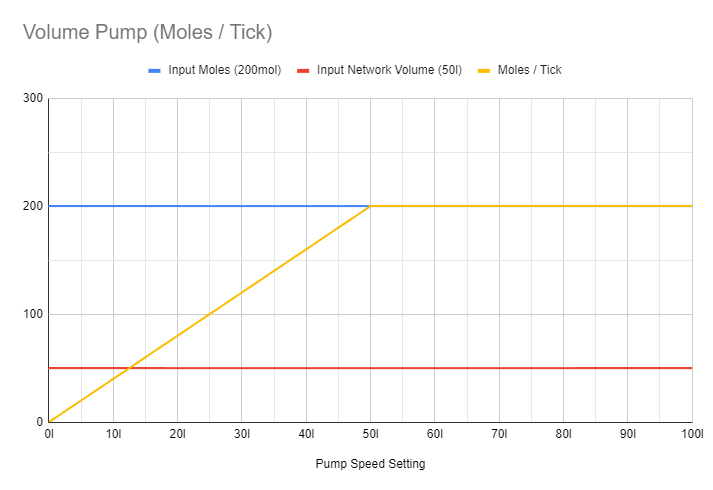 Volume Pump (Moles / Tick)
Input Moles (200mol) Input Network Volume (50l) Moles / Tick
300
200
100
0
0l 10l 20l 30l 40l 50l 60l 70l 80l 90l 100l
Pump Speed Setting